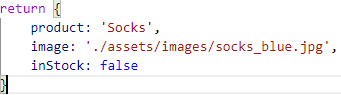 return {
    product: 'Socks',
    image: './assets/images/socks_blue.jpg',
    inStock: false
}